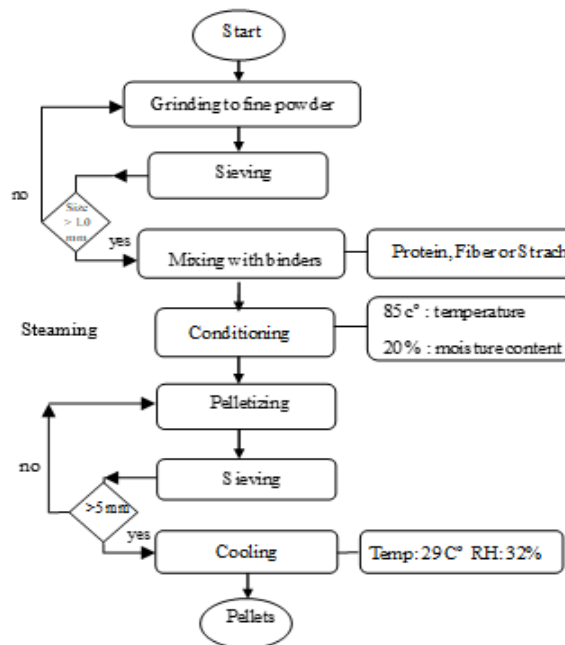 Start
Grinding to fine powder
Sieving
no
Size
> 1.0
mm
yes
Mixing with binders
Protein, Fiber or Strach
Steaming
Conditioning
85 c° : temperature
20% : moisture content
Pelletizing
Sieving
no
>5 mm
yes
Cooling
Temp: 29 C° RH: 32%
Pellets